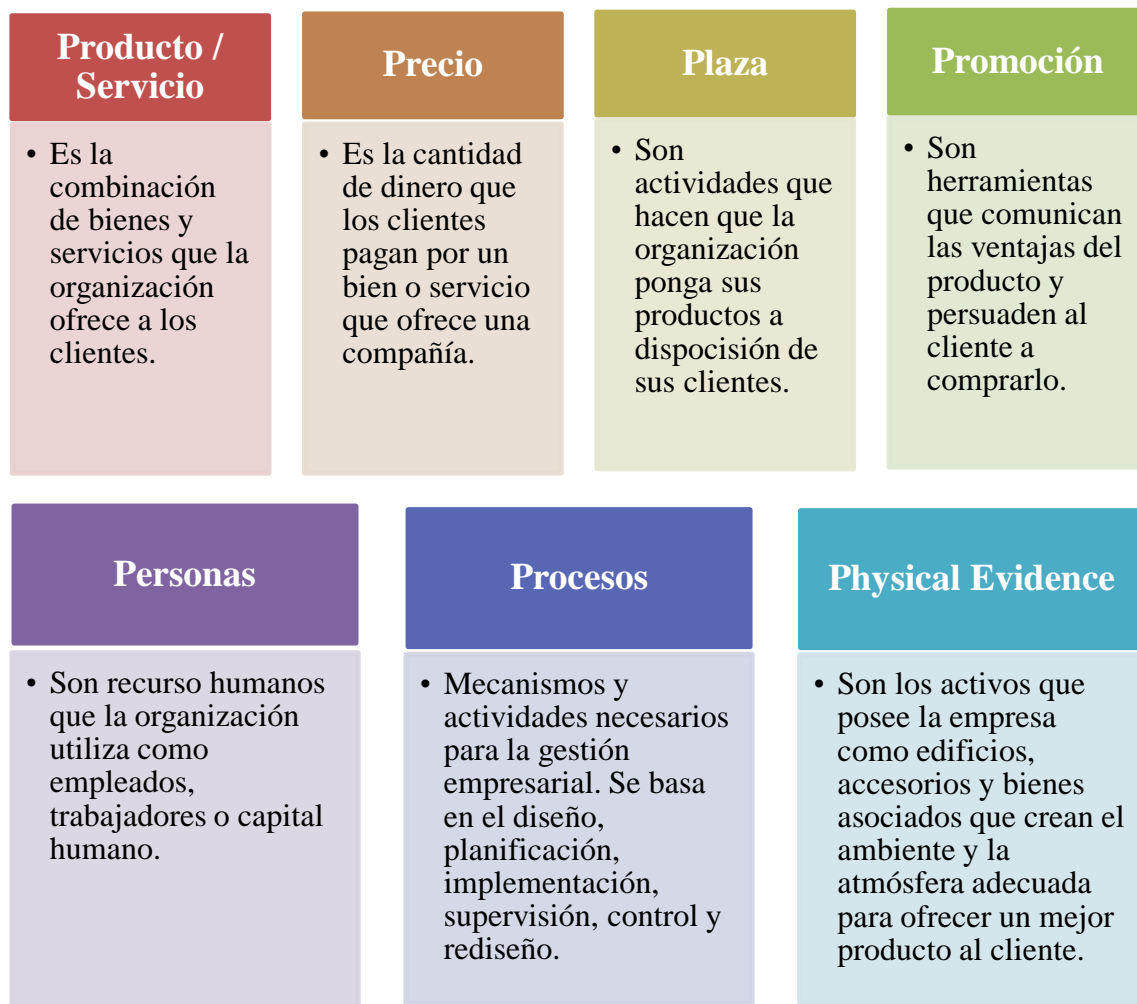 Producto /
Servicio
• Es la
combinación
de bienes y
servicios que la
organización
ofrece a los
clientes.
Precio
• Es la cantidad
de dinero que
los clientes
pagan por un
bien o servicio
que ofrece una
compañía.
Plaza
• Son
actividades que
hacen que la
organización
ponga sus
productos a
dispocisión de
sus clientes.
Promoción
• Son
herramientas
que comunican
las ventajas del
producto y
persuaden al
cliente a
comprarlo.
Personas
• Son recurso humanos
que la organización
utiliza como
empleados,
trabajadores o capital
humano.
Procesos
• Mecanismos y
actividades necesarios
para la gestión
empresarial. Se basa
en el diseño,
planificación,
implementación,
supervisión, control y
rediseño.
Physical Evidence
• Son los activos que
posee la empresa
como edificios,
accesorios y bienes
asociados que crean el
ambiente y la
atmósfera adecuada
para ofrecer un mejor
producto al cliente.